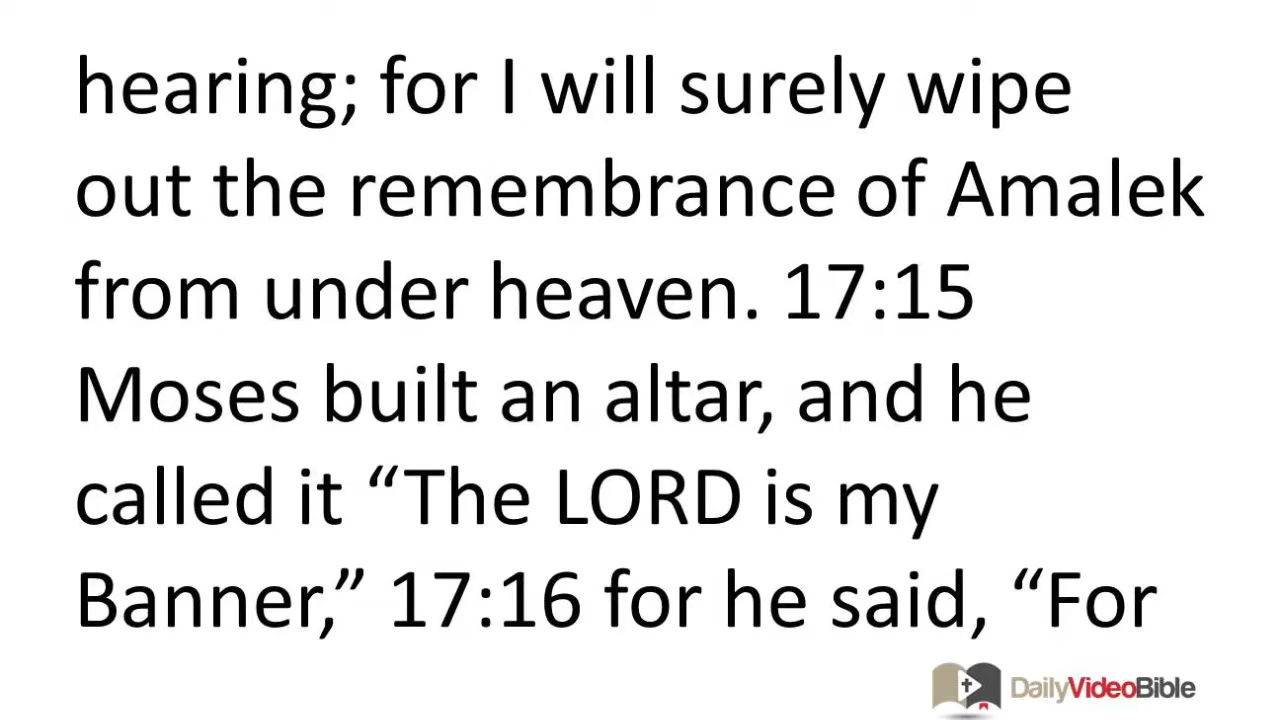 hearing; for I will surely wipe
out the remembrance of Amalek
from under heaven. 17:15
Moses built an altar, and he
called it “The LORD is my
Banner,” 17:16 for he said, “For
DailyVideoBible